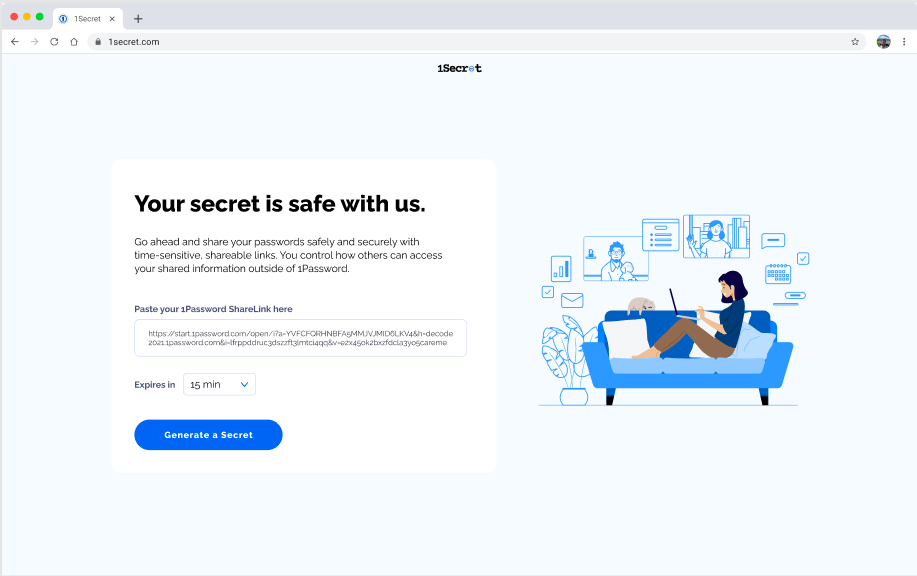 1Secret
1secret.com
1Secret
Your secret is safe with us.
Go ahead and share your passwords safely and securely with
time-sensitive, shareable links. You control how others can access
your shared information outside of 1Password.
Paste your 1Password ShareLink here
https://start.1password.com/open/i?a=YVFCFORHNBFA5MMJVJMID6LKV4&h=decode
2021.1password.com&i=lfrppddruc3dszzft3lmtci4qq&v=e2x45ok2bxzfdcla3yo5careme
Expires in
15 min
Generate a Secret